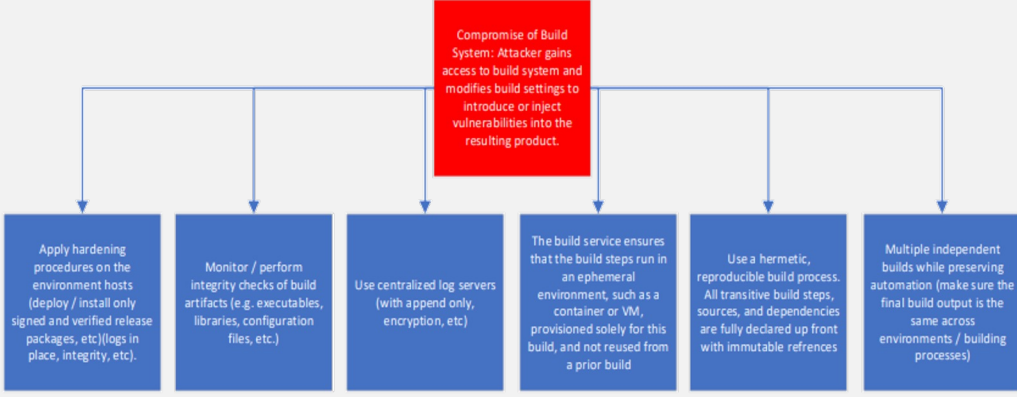 Compromise of Build
System: Attacker gains
access to build system and
modifies build settings to
introduce or inject
vulnerabilities into the
resulting product.
Apply hardening
procedures on the
environment hosts
(deploy / install only
signed and verified release
packages, etc)(logs in
place, integrity, etc).
Monitor / perform
integrity checks of build
artifacts (e.g. executables,
libraries, configuration
files, etc.)
Use centralized log servers
(with append only,
encryption, etc)
The build service ensures
that the build steps run in
an ephemeral
environment, such as a
container or VM,
provisioned solely for this
build, and not reused from
a prior build
Use a hermetic,
reproducible build process.
All transitive build steps,
sources, and dependencies
are fully declared up front
with immutable refrences
Multiple independent
builds while preserving
automation (make sure the
final build output is the
same across
environments / building
processes)